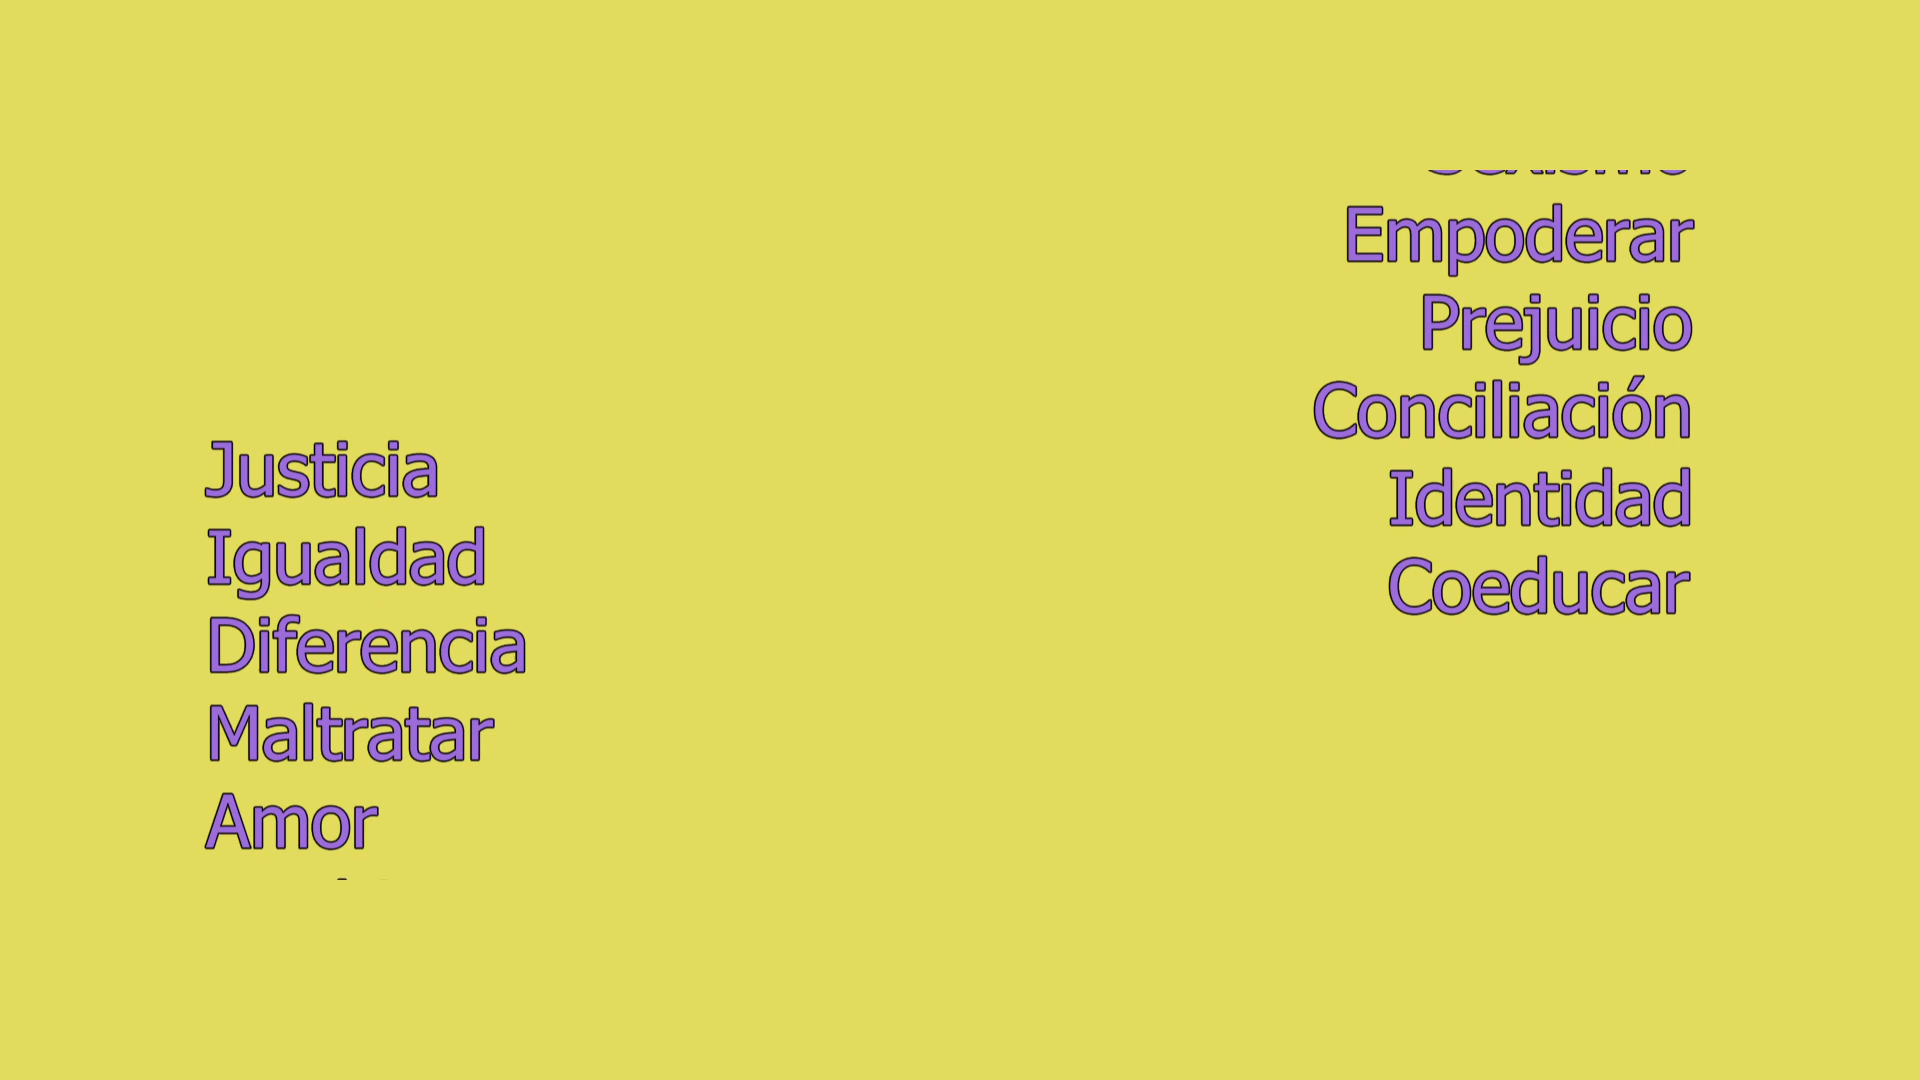 Justicia
Igualdad
Diferencia
Maltratar
Amor
Empoderar
Prejuicio
Conciliación
Identidad
Coeducar